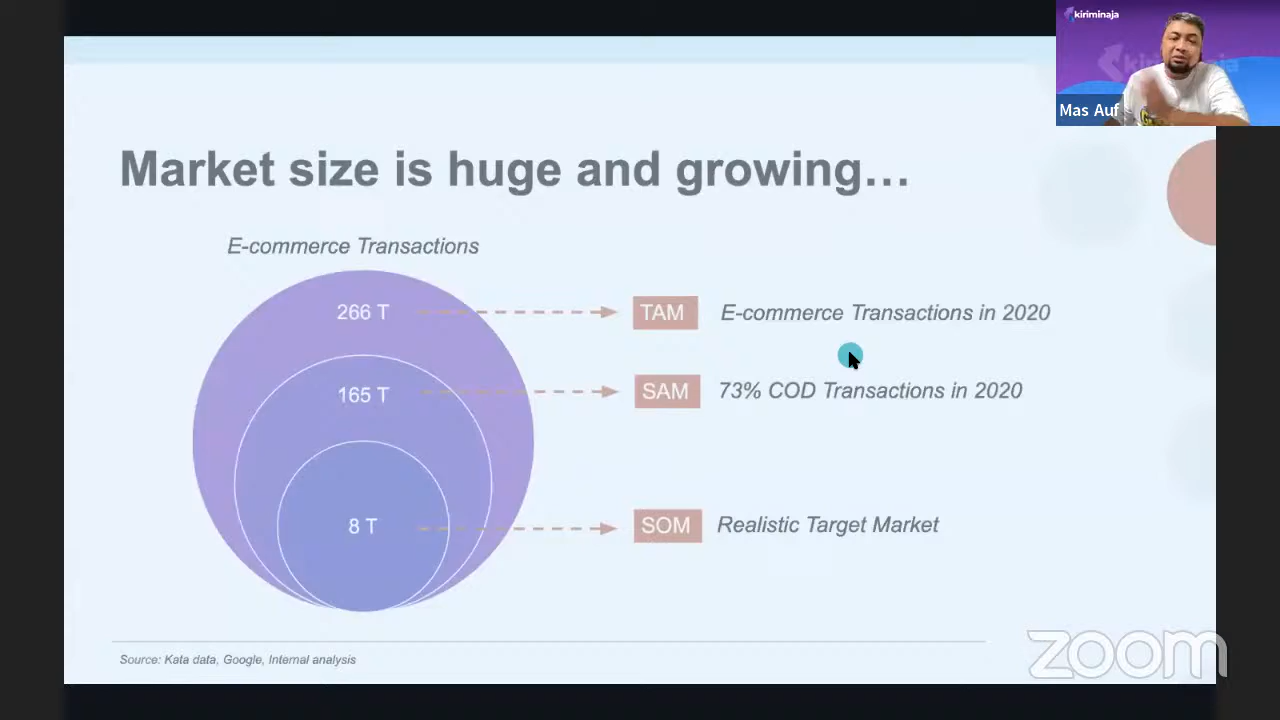 kiriminaja
Mas Auf
Market size is huge and growing…
E-commerce Transactions
266 T
TAM
E-commerce Transactions in 2020
165 T
SAM
73% COD Transactions in 2020
8 T
SOM
Realistic Target Market
Source: Kata data, Google, Internal analysis
zoom